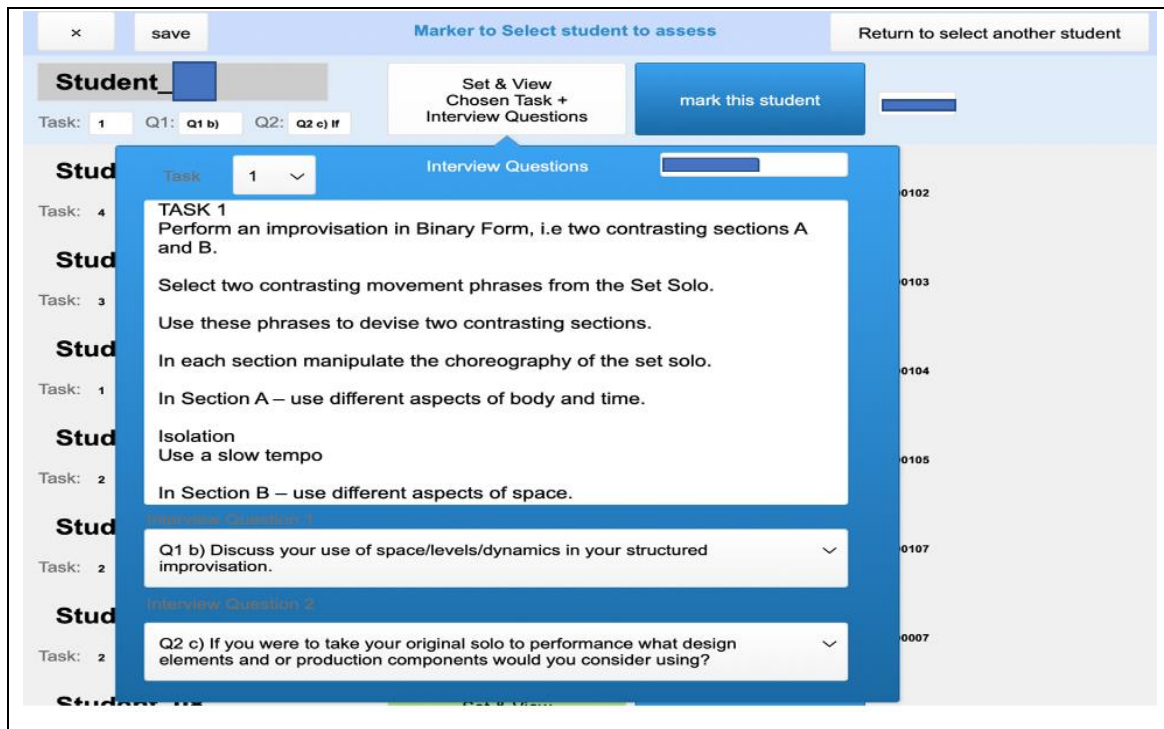 ×
save
Marker to Select student to assess
Return to select another student
Student_
Set & View
Chosen Task +
Interview Questions
mark this student
Task: 1 Q1: Q1 b) Q2: Q2 c) If
Stud
Task 1
Interview Questions
00102
Task: 4
TASK 1
Perform an improvisation in Binary Form, i.e two contrasting sections A
and B.
Stud
Select two contrasting movement phrases from the Set Solo.
00103
Task: 3
Use these phrases to devise two contrasting sections.
Stud
In each section manipulate the choreography of the set solo.
00104
Task: 1
In Section A – use different aspects of body and time.
Stud
Isolation
Use a slow tempo
00105
Task: 2
In Section B – use different aspects of space.
Stud
Interview Question 1
Q1 b) Discuss your use of space/levels/dynamics in your structured
improvisation.
00107
Task: 2
Interview Question 2
Stud
Q2 c) If you were to take your original solo to performance what design
elements and or production components would you consider using?
0007
Task: 2